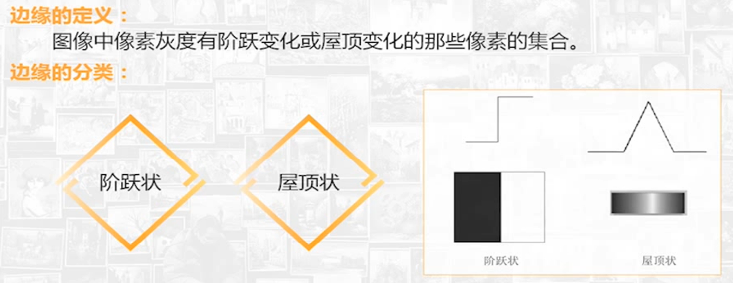 边缘的定义：
图像中像素灰度有阶跃变化或屋顶变化的那些像素的集合。
边缘的分类：
阶跃状
屋顶状
阶跃状
屋顶状